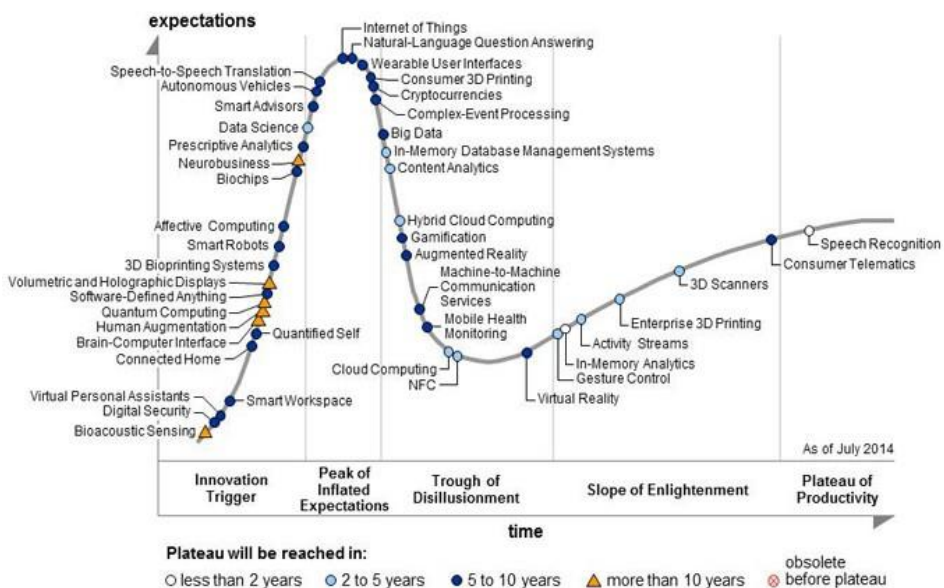 expectations
Internet of Things
Natural-Language Question Answering
Wearable User Interfaces
Speech-to-Speech Translation
Consumer 3D Printing
Autonomous Vehicles
Cryptocurrencies
Smart Advisors
Complex-Event Processing
Data Science
Big Data
Prescriptive Analytics
In-Memory Database Management Systems
Neurobusiness
Content Analytics
Biochips
Hybrid Cloud Computing
Affective Computing
Gamification
Speech Recognition
Smart Robots
Augmented Reality
Consumer Telematics
3D Bioprinting Systems
Machine-to-Machine
Communication
Services
Volumetric and Holographic Displays
3D Scanners
Software-Defined Anything
Quantum Computing
Mobile Health
Monitoring
Human Augmentation
Enterprise 3D Printing
Quantified Self
Brain-Computer Interface
Activity Streams
Connected Home
Cloud Computing
In-Memory Analytics
NFC
Gesture Control
Virtual Personal Assistants
Smart Workspace
Virtual Reality
Digital Security
Bioacoustic Sensing
As of July 2014
Innovation
Trigger
Peak of
Inflated
Expectations
Trough of
Disillusionment
Slope of Enlightenment
Plateau of
Productivity
time
Plateau will be reached in:
less than 2 years
2 to 5 years
5 to 10 years
more than 10 years
obsolete
before plateau